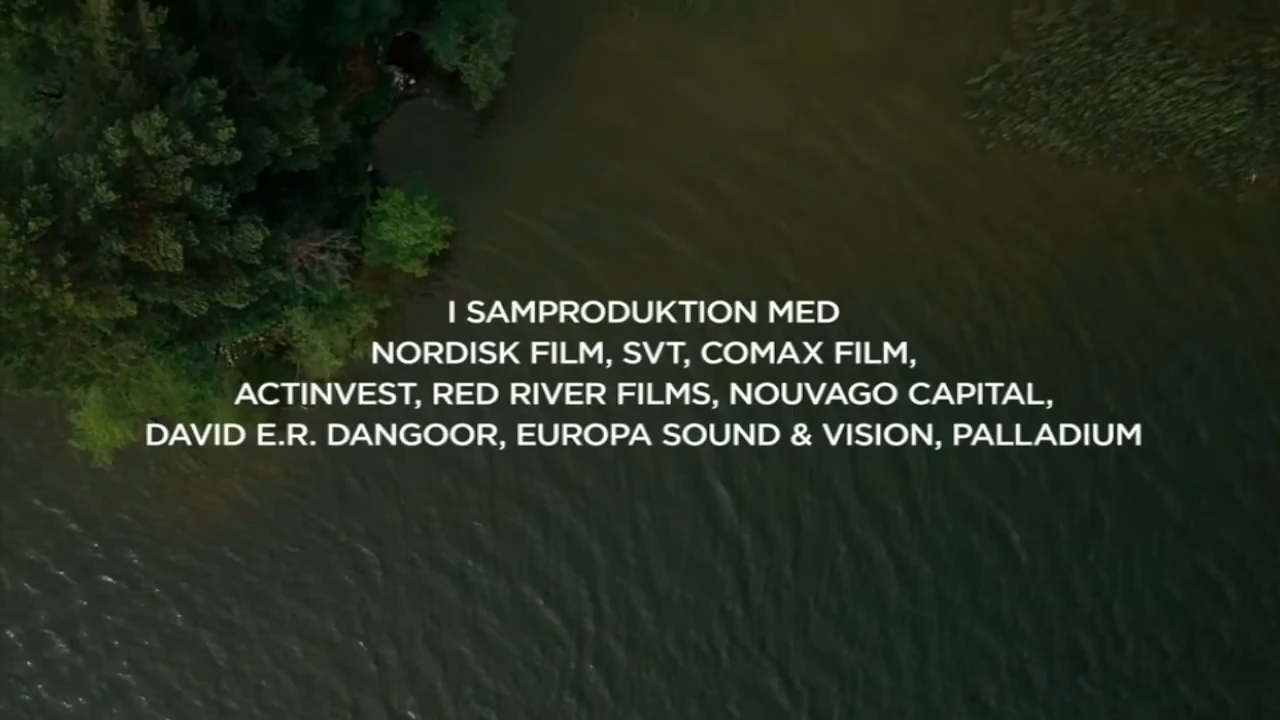 I SAMPRODUKTION MED
NORDISK FILM, SVT, COMAX FILM,
ACTINVEST, RED RIVER FILMS, NOUVAGO CAPITAL,
DAVID E.R. DANGOOR, EUROPA SOUND & VISION, PALLADIUM